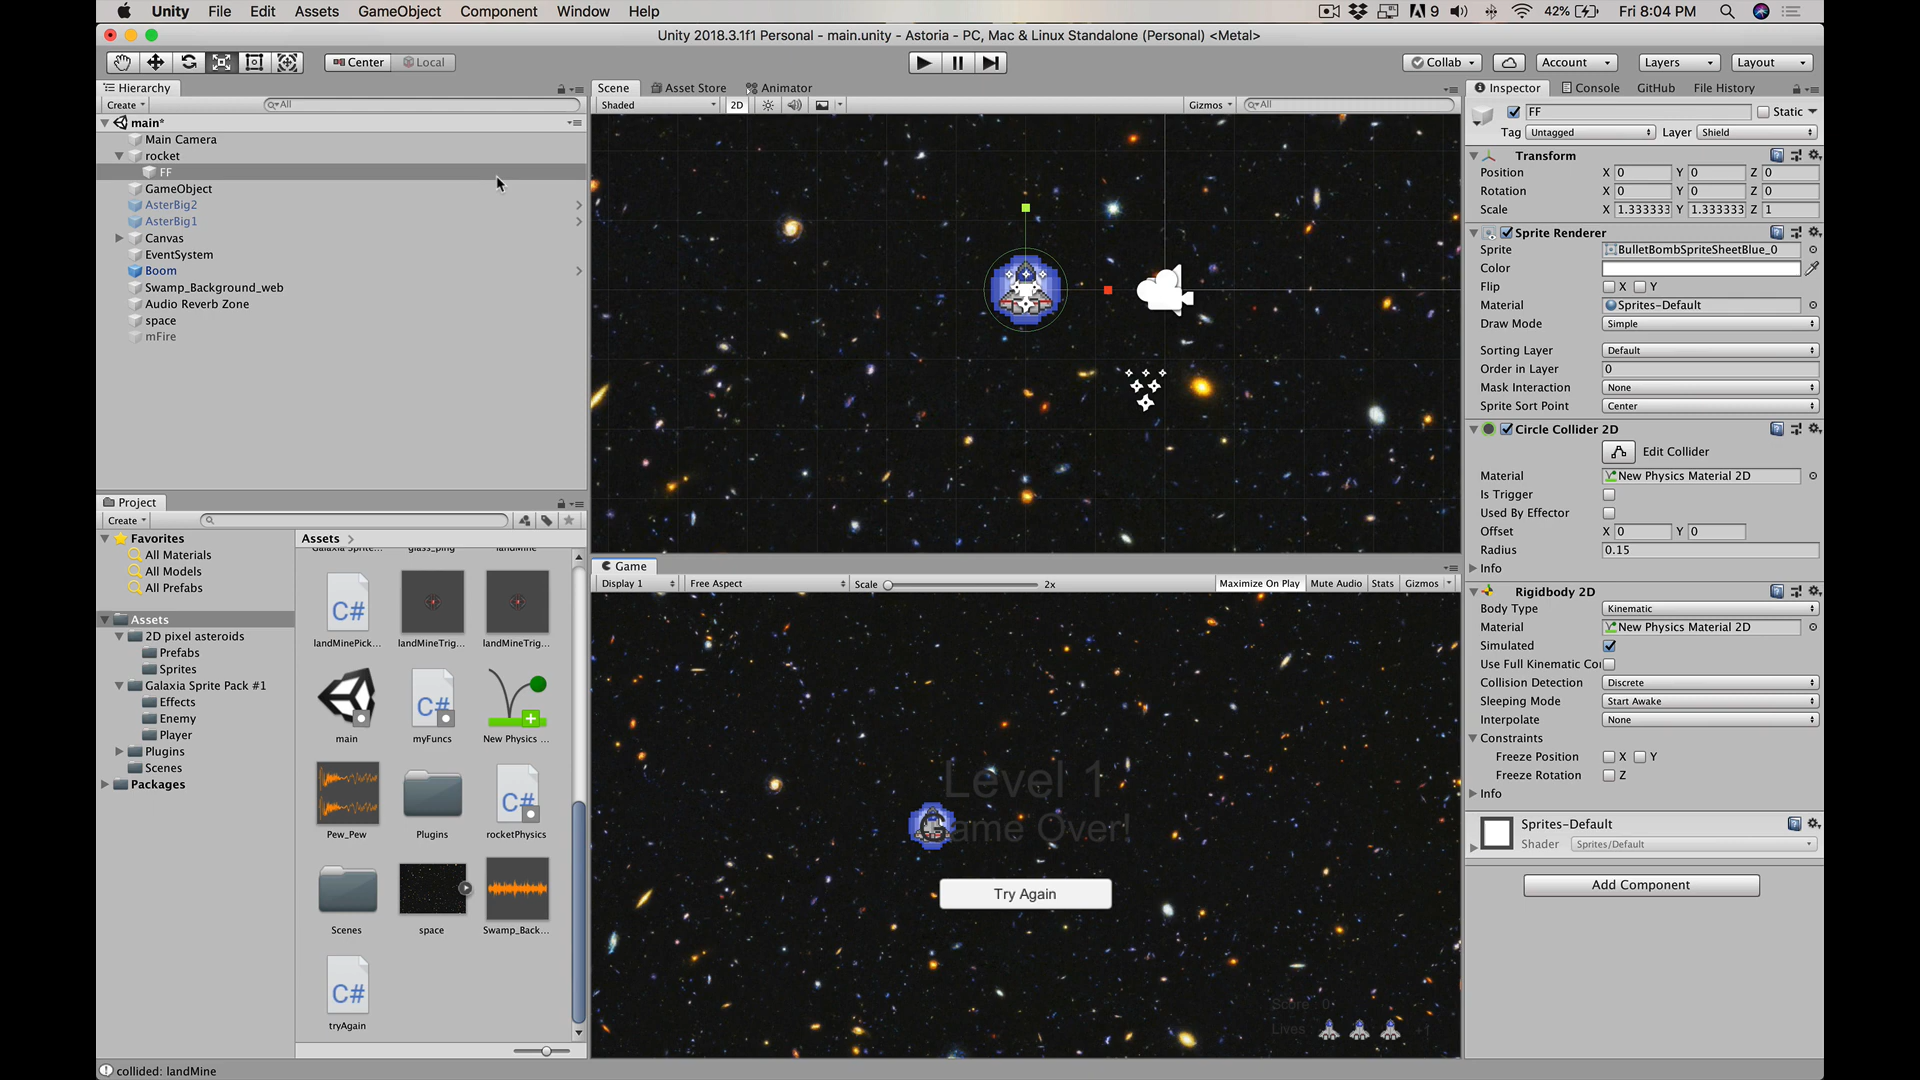 Unity File Edit Assets GameObject Component Window Help 9 42% Fri 8:04 PM
Unity 2018.3.1f1 Personal - main.unity - Astoria - PC, Mac & Linux Standalone (Personal) <Metal>
Center Local Collab Account Layers Layout
Hierarchy
Create All
main*
Main Camera
rocket
FF
GameObject
AsterBig2
AsterBig1
Canvas
EventSystem
Boom
Swamp_Background_web
Audio Reverb Zone
space
mFire
Project
Create
Favorites
All Materials
All Models
All Prefabs
Assets
2D pixel asteroids
Prefabs
Sprites
Galaxia Sprite Pack #1
Effects
Enemy
Player
Plugins
Scenes
Packages
Assets
Galaxia Sprite... glass_ping landMine
C#
landMinePick... landMineTrig... landMineTrig...
C#
main myFuncs New Physics ...
C#
Pew_Pew Plugins rocketPhysics
Scenes space Swamp_Back...
C#
tryAgain
Scene Asset Store Animator
Shaded 2D Gizmos All
Game
Display 1 Free Aspect Scale 2x Maximize On Play Mute Audio Stats Gizmos
Level 1
Game Over!
Try Again
Score : 0
Lives +1
Inspector Console GitHub File History
FF Static
Tag Untagged Layer Shield
Transform
Position X 0 Y 0 Z 0
Rotation X 0 Y 0 Z 0
Scale X 1.333333 Y 1.333333 Z 1
Sprite Renderer
Sprite BulletBombSpriteSheetBlue_0
Color
Flip X Y
Material Sprites-Default
Draw Mode Simple
Sorting Layer Default
Order in Layer 0
Mask Interaction None
Sprite Sort Point Center
Circle Collider 2D
Edit Collider
Material New Physics Material 2D
Is Trigger
Used By Effector
Offset X 0 Y 0
Radius 0.15
Info
Rigidbody 2D
Body Type Kinematic
Material New Physics Material 2D
Simulated
Use Full Kinematic Co
Collision Detection Discrete
Sleeping Mode Start Awake
Interpolate None
Constraints
Freeze Position X Y
Freeze Rotation Z
Info
Sprites-Default
Shader Sprites/Default
Add Component
collided: landMine